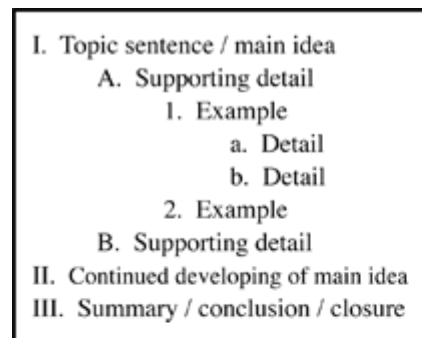 I. Topic sentence / main idea
A. Supporting detail
1. Example
a. Detail
b. Detail
2. Example
B. Supporting detail
II. Continued developing of main idea
III. Summary / conclusion / closure